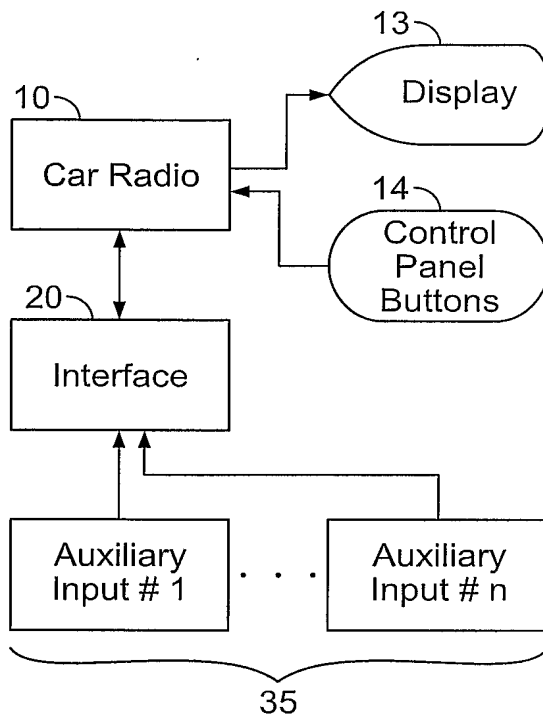 13
Display
10
Car Radio
14
Control
Panel
Buttons
20
Interface
Auxiliary
Input # 1
. . .
Auxiliary
Input # n
35